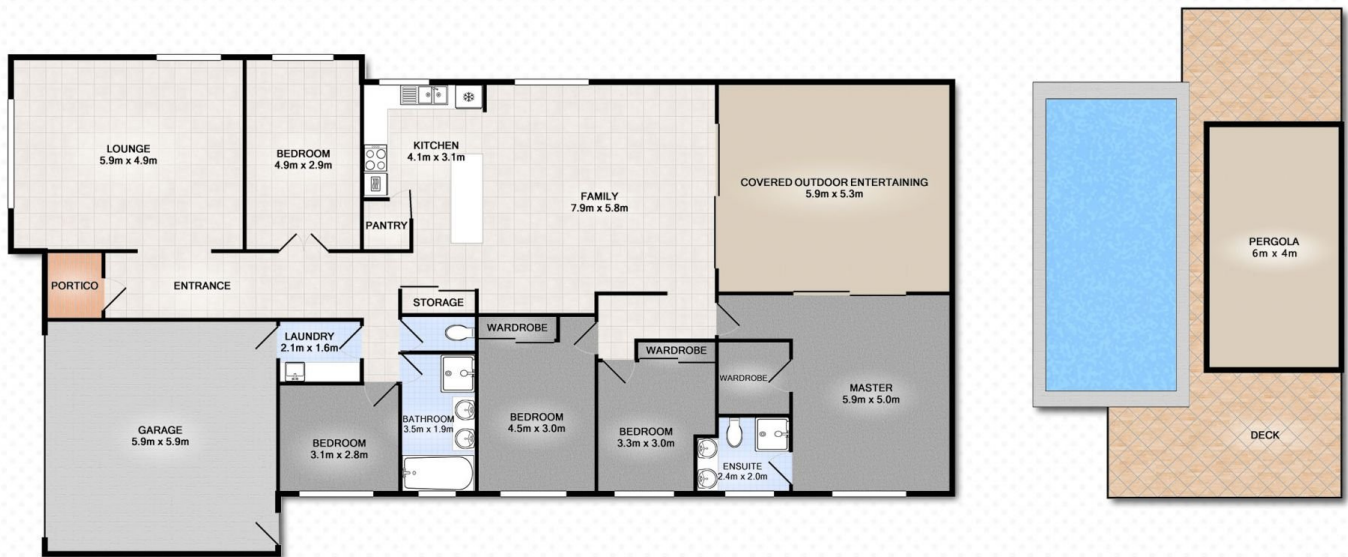 LOUNGE
5.9m x 4.9m
BEDROOM
4.9m x 2.9m
KITCHEN
4.1m x 3.1m
PANTRY
FAMILY
7.9m x 5.8m
COVERED OUTDOOR ENTERTAINING
5.9m x 5.3m
PERGOLA
6m x 4m
PORTICO
ENTRANCE
STORAGE
LAUNDRY
2.1m x 1.6m
WARDROBE
WARDROBE
WARDROBE
MASTER
5.9m x 5.0m
GARAGE
5.9m x 5.9m
BEDROOM
3.1m x 2.8m
BATHROOM
3.5m x 1.9m
BEDROOM
4.5m x 3.0m
BEDROOM
3.3m x 3.0m
ENSUITE
2.4m x 2.0m
DECK